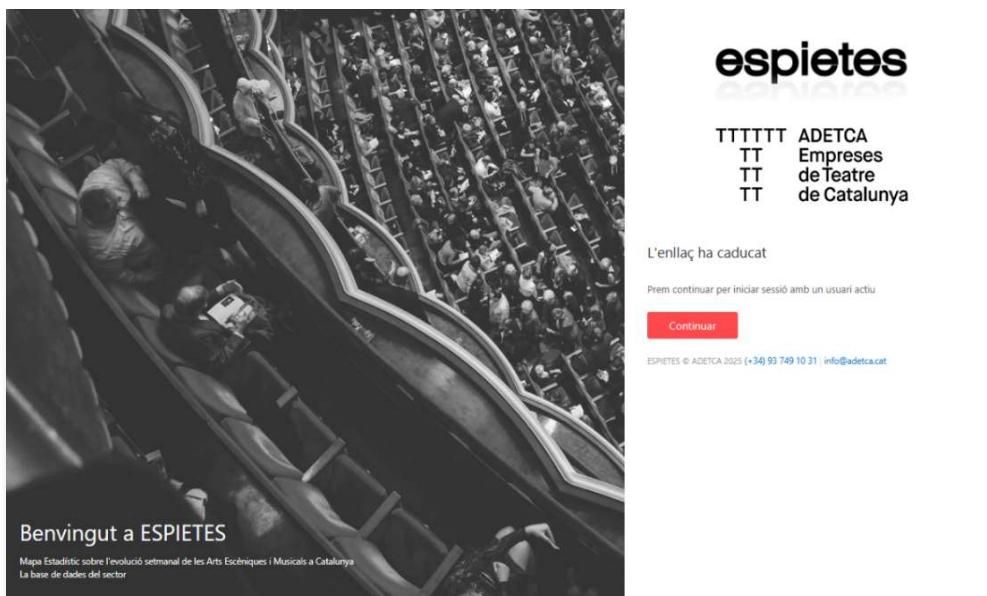 espietes
TTTTTT ADETCA
TT Empreses
TT de Teatre
TT de Catalunya
L'enllaç ha caducat
Prem continuar per iniciar sessió amb un usuari actiu
Continuar
ESPIETES © ADETCA 2025 (+34) 93 749 10 31 | info@adetca.cat
Benvingut a ESPIETES
Mapa Estadístic sobre l'evolució setmanal de les Arts Escèniques i Musicals a Catalunya
La base de dades del sector